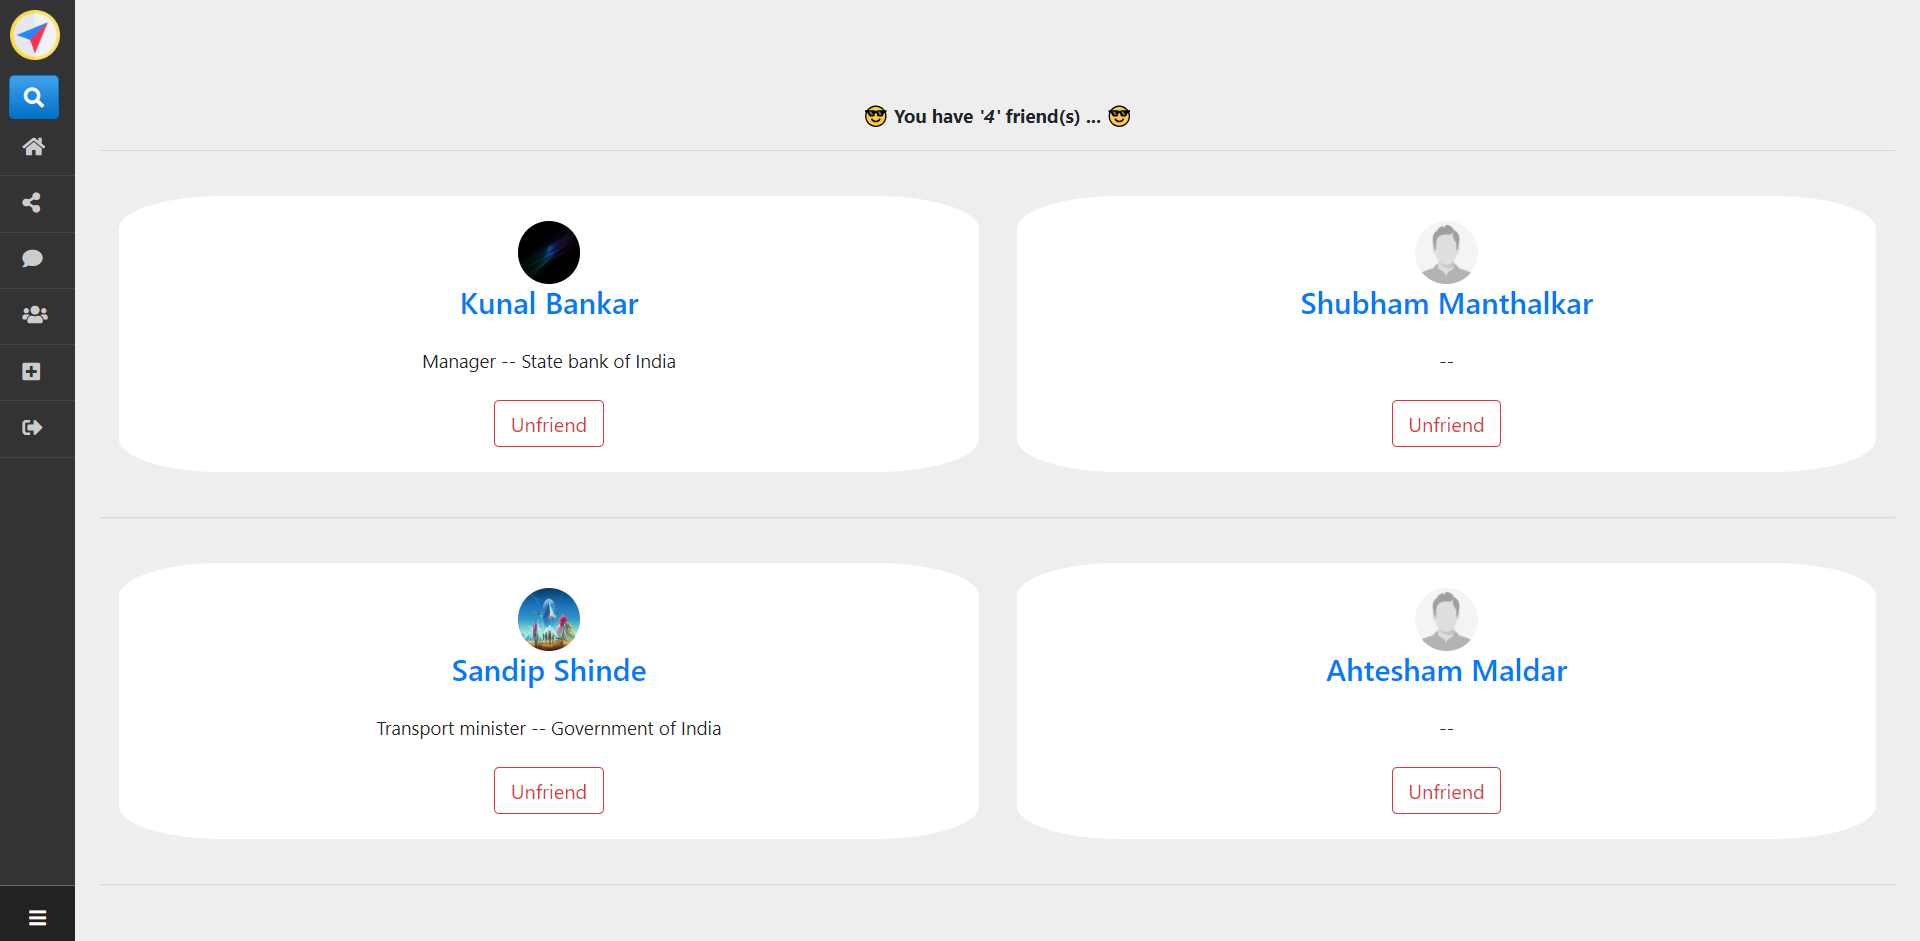 😎 You have '4' friend(s) ... 😎
Kunal Bankar
Manager -- State bank of India
Unfriend
Shubham Manthalkar
--
Unfriend
Sandip Shinde
Transport minister -- Government of India
Unfriend
Ahtesham Maldar
--
Unfriend